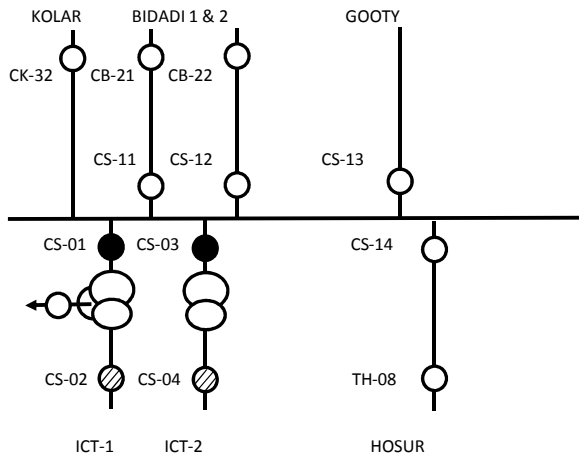 KOLAR BIDADI 1 & 2 GOOTY
CK-32 CB-21 CB-22
CS-11 CS-12 CS-13
CS-01 CS-03 CS-14
CS-02 CS-04 TH-08
ICT-1 ICT-2 HOSUR